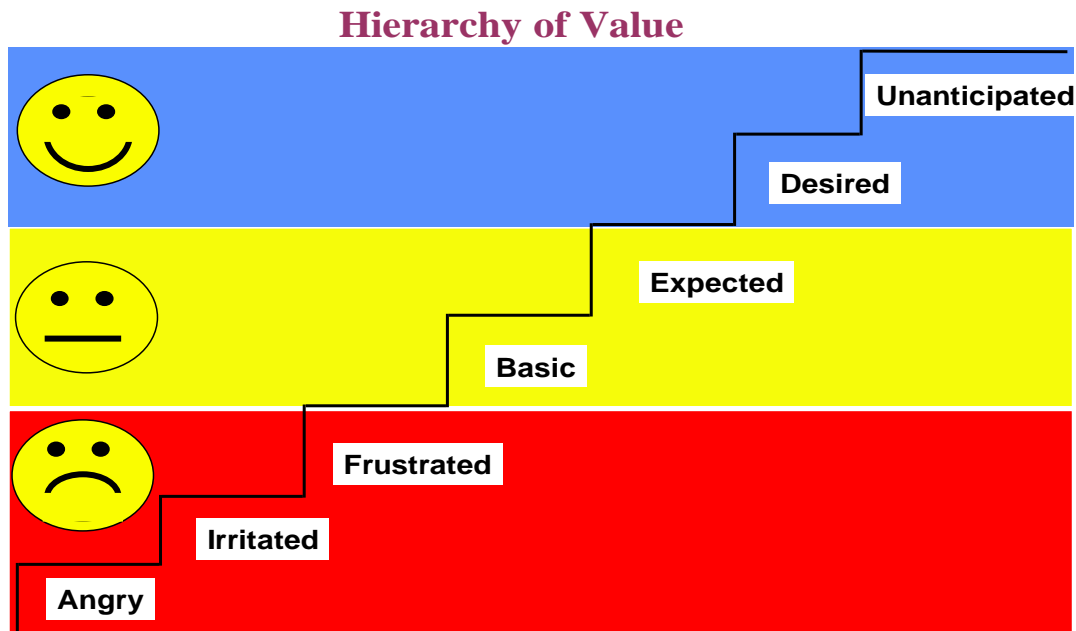 Hierarchy of Value
Unanticipated
Desired
Expected
Basic
Frustrated
Irritated
Angry